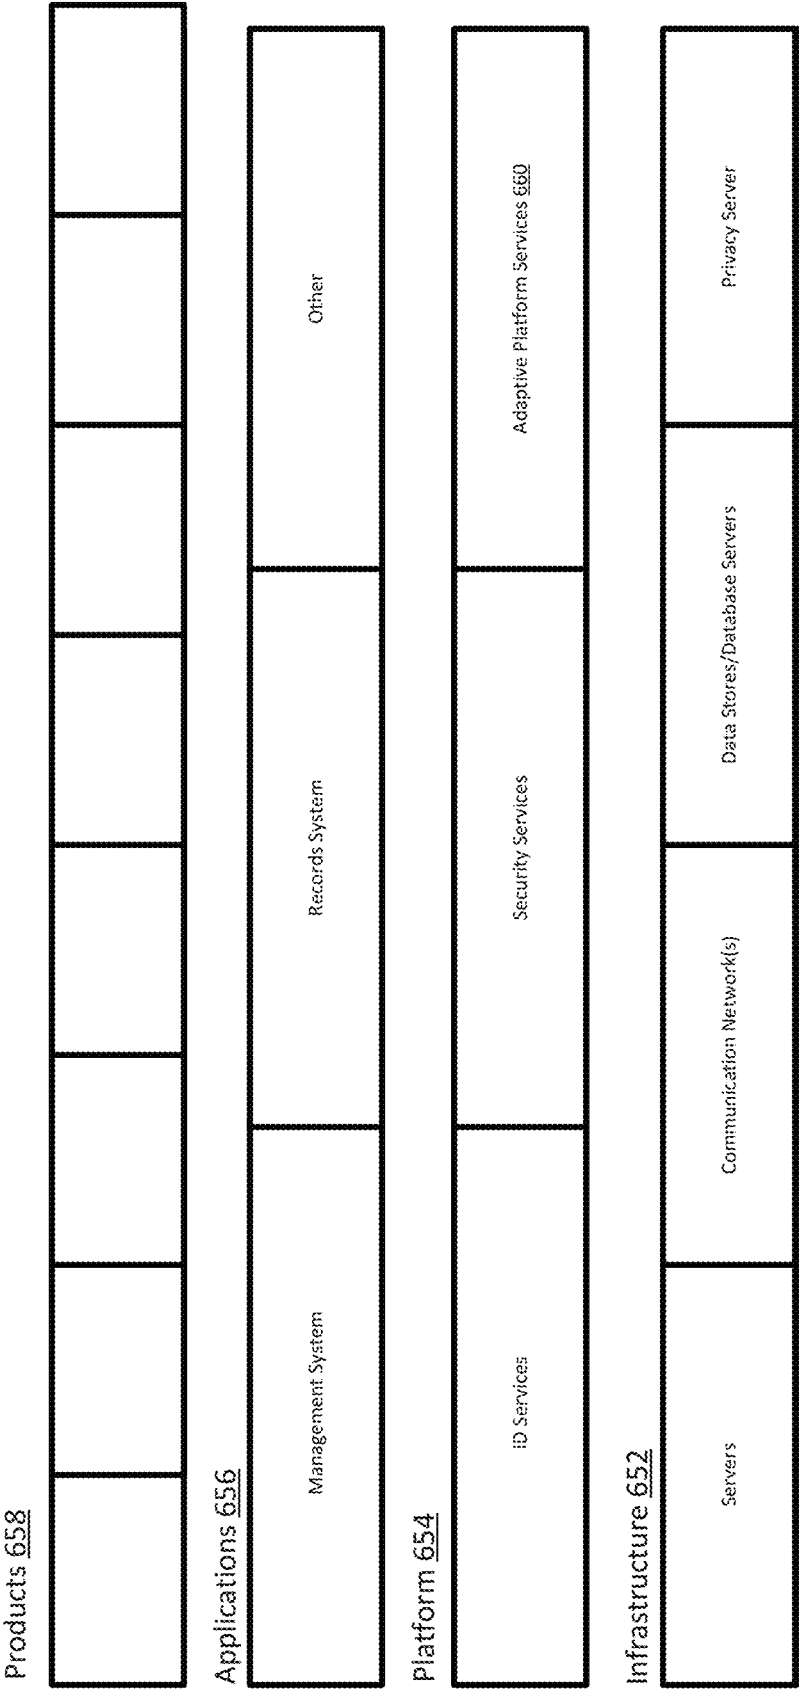 Products 658
Applications 656
Management System
Records System
Other
Platform 654
ID Services
Security Services
Adaptive Platform Services 660
Infrastructure 652
Servers
Communication Network(s)
Data Stores/Database Servers
Privacy Server